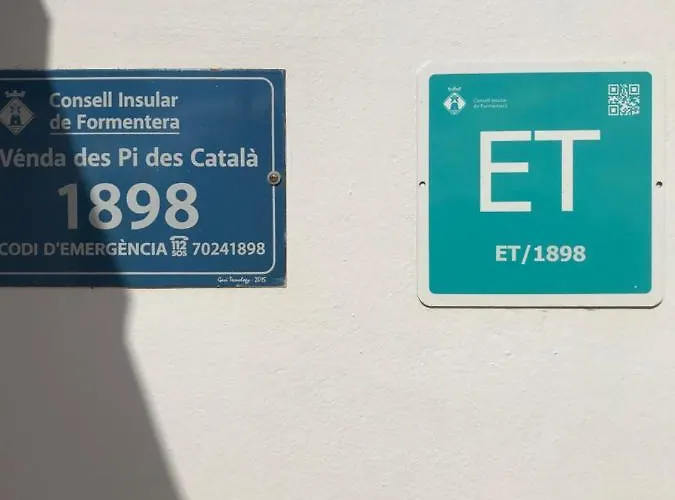 Consell Insular
de Formentera
Vénda des Pi des Català
1898
CODI D'EMERGÈNCIA 112 SOS 70241898
Consell Insular
de Formentera
ET
ET/1898